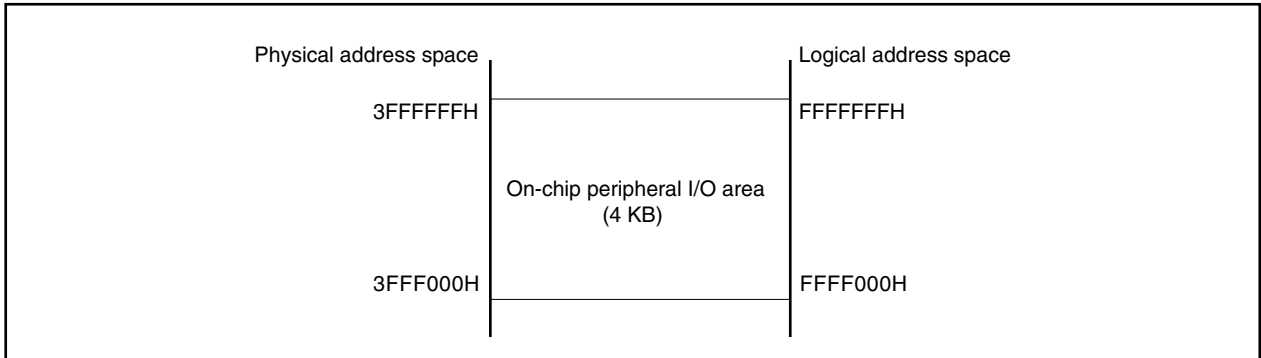 Physical address space
Logical address space
3FFFFFFH
FFFFFFFH
On-chip peripheral I/O area
(4 KB)
3FFF000H
FFFF000H